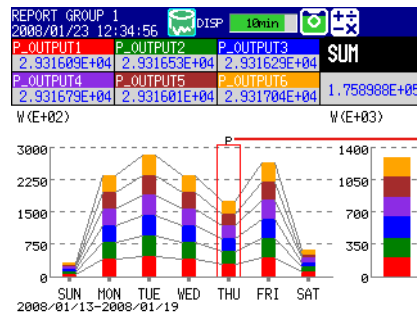 REPORT GROUP 1
2008/01/23 12:34:56 DISP 10min
P_OUTPUT1 P_OUTPUT2 P_OUTPUT3 SUM
2.931609E+04 2.931653E+04 2.931629E+04
P_OUTPUT4 P_OUTPUT5 P_OUTPUT6
2.931679E+04 2.931601E+04 2.931704E+04 1.758988E+05
W(E+02) W(E+03)
P
3000 1400
2250 1050
1500 700
750 350
0 0
SUN MON TUE WED THU FRI SAT
2008/01/13-2008/01/19